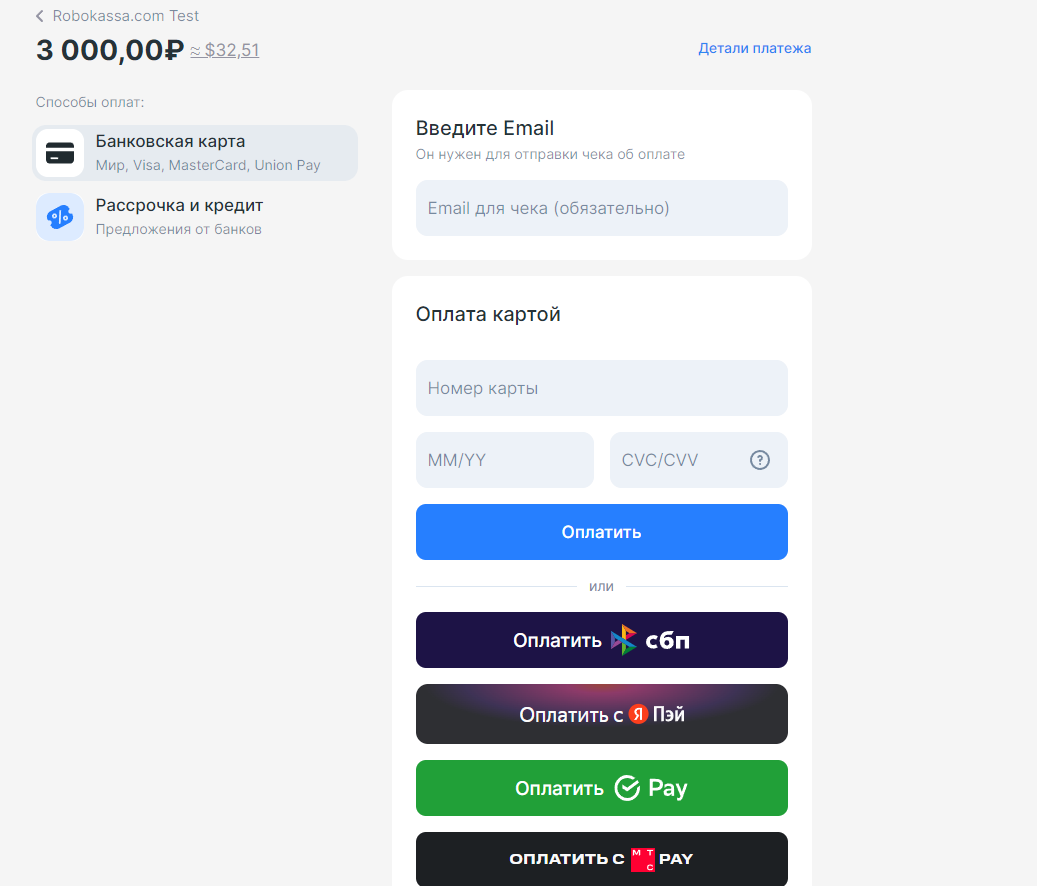 Robokassa.com Test
3 000,00₽ ≈ $32,51
Детали платежа
Способы оплат:
Банковская карта
Мир, Visa, MasterCard, Union Pay
Рассрочка и кредит
Предложения от банков
Введите Email
Он нужен для отправки чека об оплате
Email для чека (обязательно)
Оплата картой
Номер карты
MM/YY
CVC/CVV ?
Оплатить
или
Оплатить сбп
Оплатить с Я Пэй
Оплатить Pay
ОПЛАТИТЬ С МТС PAY